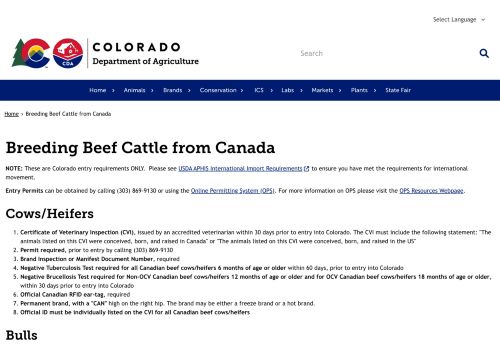 Select Language
COLORADO
Department of Agriculture
CO
CDA
Search
Home Animals Brands Conservation ICS Labs Markets Plants State Fair
Home › Breeding Beef Cattle from Canada
Breeding Beef Cattle from Canada
NOTE: These are Colorado entry requirements ONLY. Please see USDA APHIS International Import Requirements to ensure you have met the requirements for international
movement.
Entry Permits can be obtained by calling (303) 869-9130 or using the Online Permitting System (OPS). For more information on OPS please visit the OPS Resources Webpage.
Cows/Heifers
1. Certificate of Veterinary Inspection (CVI), issued by an accredited veterinarian within 30 days prior to entry into Colorado. The CVI must include the following statement: "The
animals listed on this CVI were conceived, born, and raised in Canada" or "The animals listed on this CVI were conceived, born, and raised in the US"
2. Permit required, prior to entry by calling (303) 869-9130
3. Brand Inspection or Manifest Document Number, required
4. Negative Tuberculosis Test required for all Canadian beef cows/heifers 6 months of age or older within 60 days, prior to entry into Colorado
5. Negative Brucellosis Test required for Non-OCV Canadian beef cows/heifers 12 months of age or older and for OCV Canadian beef cows/heifers 18 months of age or older,
within 30 days prior to entry into Colorado
6. Official Canadian RFID ear-tag, required
7. Permanent brand, with a "CAN" high on the right hip. The brand may be either a freeze brand or a hot brand.
8. Official ID must be individually listed on the CVI for all Canadian beef cows/heifers
Bulls